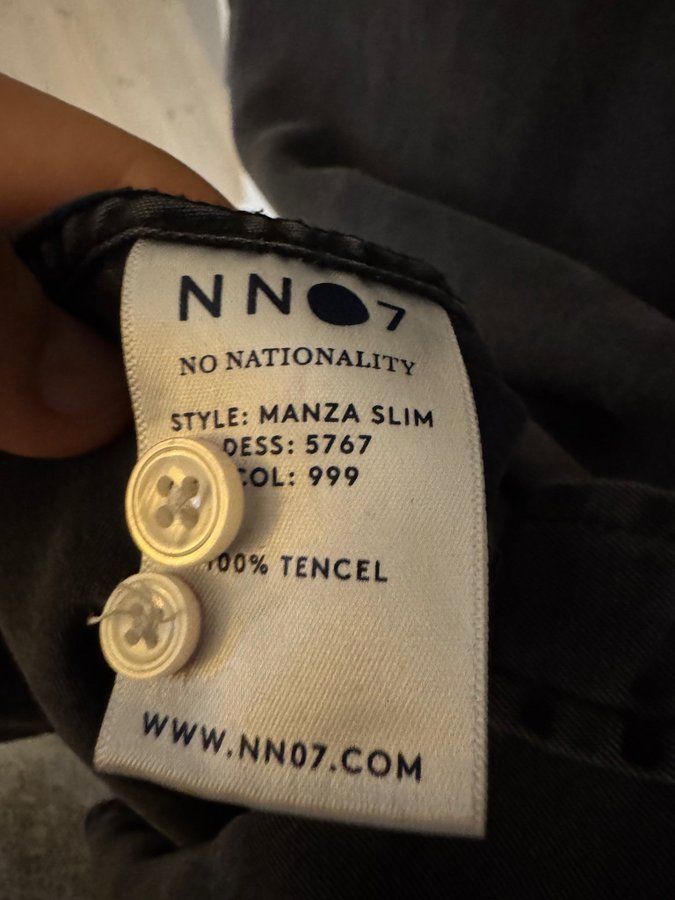 NN07
NO NATIONALITY
STYLE: MANZA SLIM
DESS: 5767
COL: 999
100% TENCEL
WWW.NN07.COM